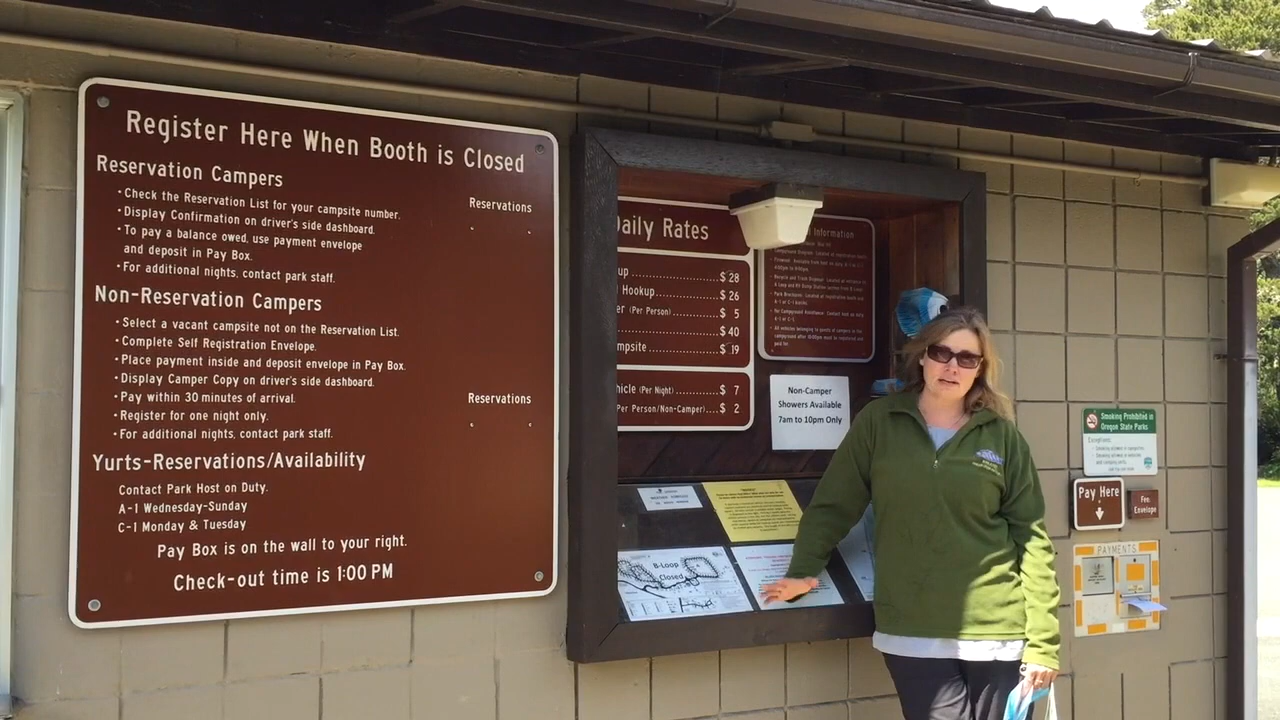 Register Here When Booth is Closed
Reservation Campers
• Check the Reservation List for your campsite number.
• Display Confirmation on driver's side dashboard.
• To pay a balance owed, use payment envelope
and deposit in Pay Box.
• For additional nights, contact park staff.
Reservations
Non-Reservation Campers
• Select a vacant campsite not on the Reservation List.
• Complete Self Registration Envelope.
• Place payment inside and deposit envelope in Pay Box.
• Display Camper Copy on driver's side dashboard.
• Pay within 30 minutes of arrival.
• Register for one night only.
• For additional nights, contact park staff.
Reservations
Yurts-Reservations/Availability
Contact Park Host on Duty.
A-1 Wednesday-Sunday
C-1 Monday & Tuesday
Pay Box is on the wall to your right.
Check-out time is 1:00 PM
Daily Rates
up ..................... $ 28
Hookup ............... $ 26
er (Per Person) ......... $ 5
..................... $ 40
mpsite ................. $ 19
hicle (Per Night) ......... $ 7
Per Person/Non-Camper) .... $ 2
Information
Non-Camper
Showers Available
7am to 10pm Only
B-Loop
Closed
Smoking Prohibited in
Oregon State Parks
Exceptions:
Pay Here
Fee
Envelope
PAYMENTS